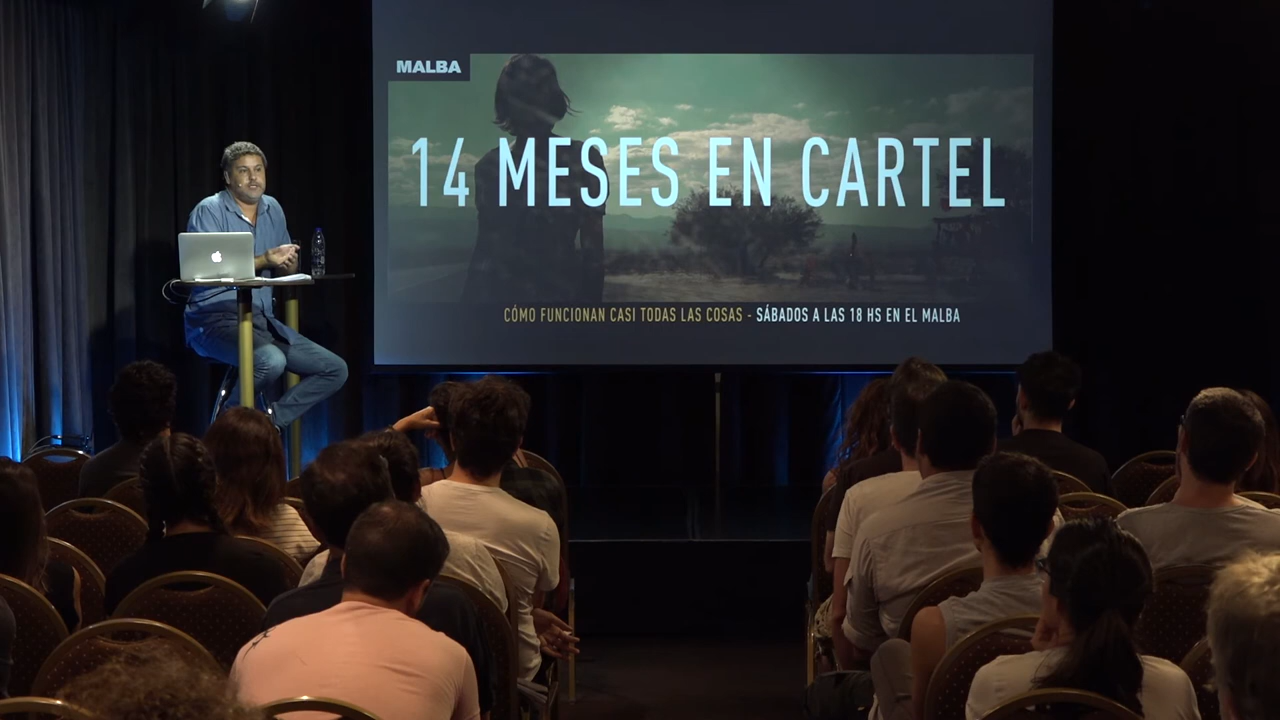 MALBA
14 MESES EN CARTEL
CÓMO FUNCIONAN CASI TODAS LAS COSAS - SÁBADOS A LAS 18 HS EN EL MALBA